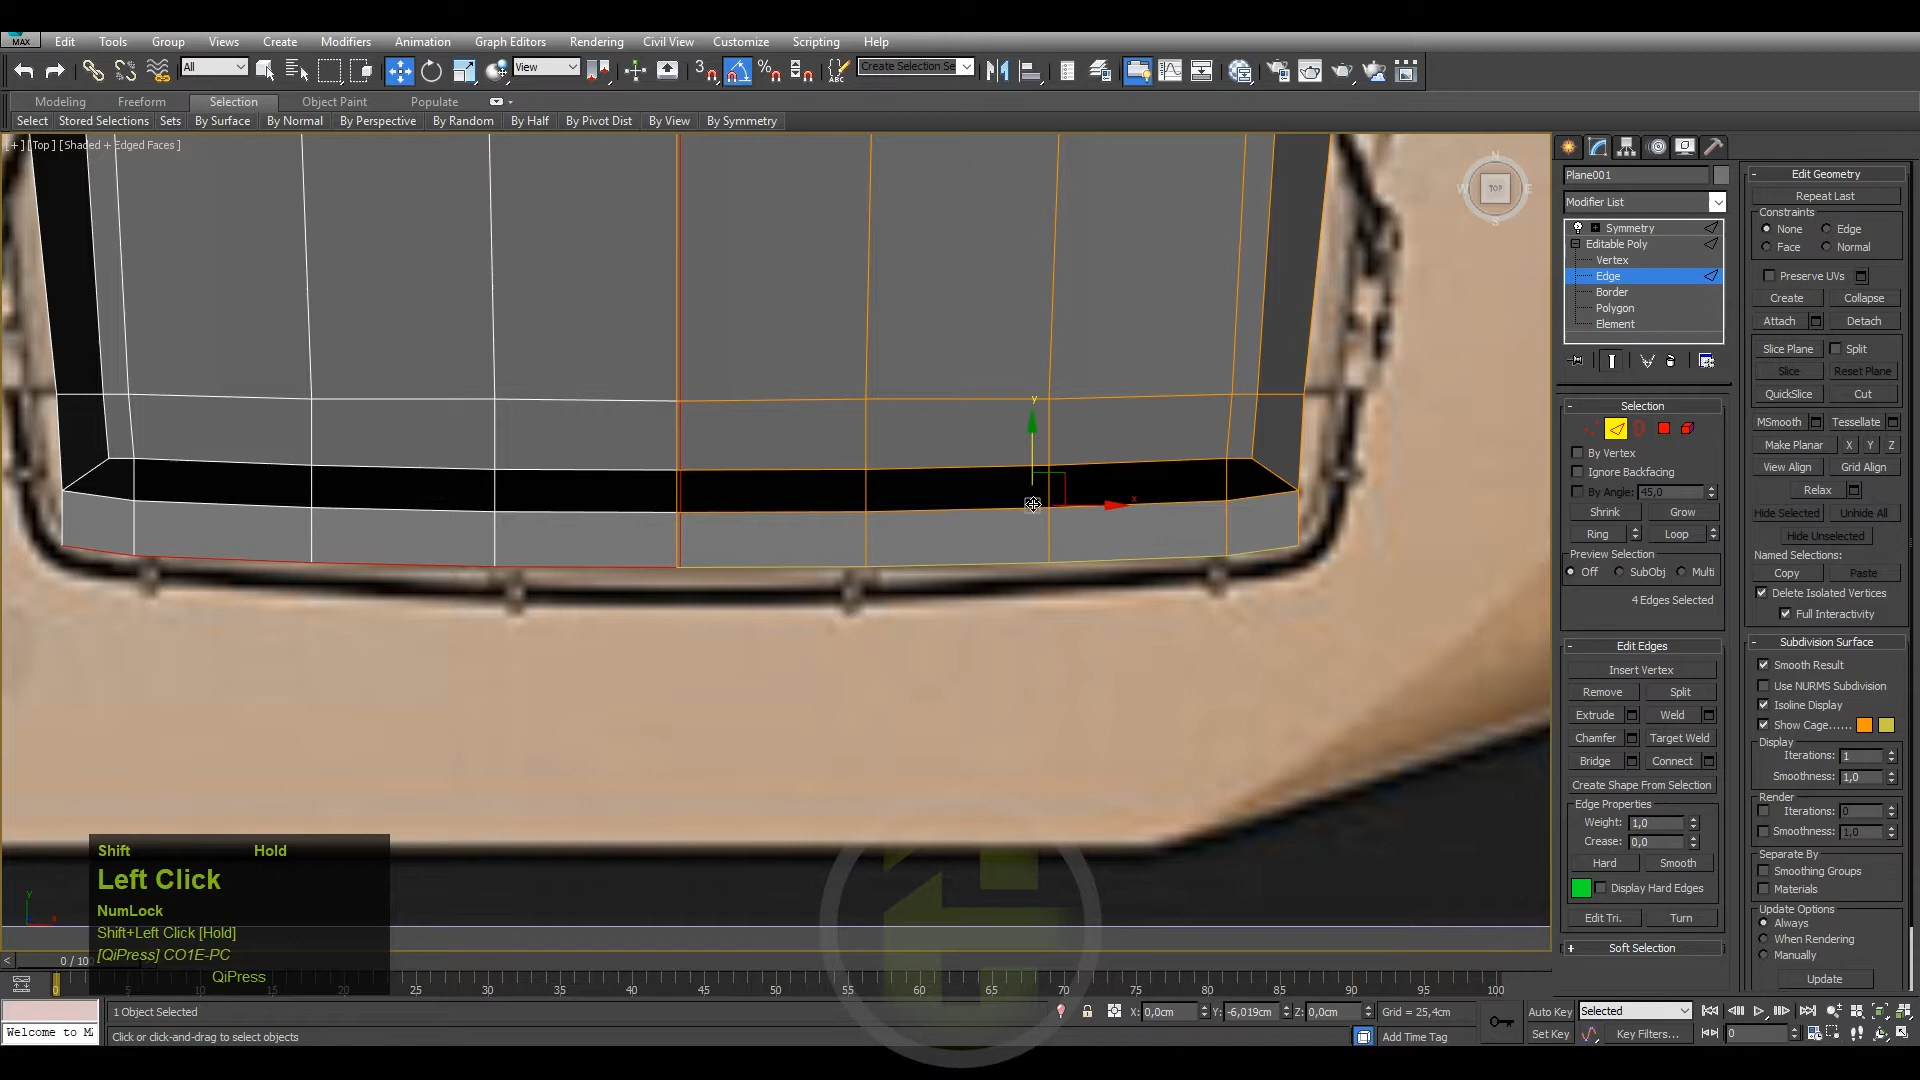 MAX
Edit Tools Group Views Create Modifiers Animation Graph Editors Rendering Civil View Customize Scripting Help
All
View
3
%
ABC
Create Selection Se
Modeling Freeform Selection Object Paint Populate
Select Stored Selections Sets By Surface By Normal By Perspective By Random By Half By Pivot Dist By View By Symmetry
[+] [Top] [Shaded + Edged Faces]
N
W TOP E
S
y
x
Plane001
Modifier List
Symmetry
Editable Poly
Vertex
Edge
Border
Polygon
Element
Selection
By Vertex
Ignore Backfacing
By Angle: 45,0
Shrink Grow
Ring Loop
Preview Selection
Off SubObj Multi
4 Edges Selected
Edit Edges
Insert Vertex
Remove Split
Extrude Weld
Chamfer Target Weld
Bridge Connect
Create Shape From Selection
Edge Properties
Weight: 1,0
Crease: 0,0
Hard Smooth
Display Hard Edges
Edit Tri. Turn
Soft Selection
Edit Geometry
Repeat Last
Constraints
None Edge
Face Normal
Preserve UVs
Create Collapse
Attach Detach
Slice Plane Split
Slice Reset Plane
QuickSlice Cut
MSmooth Tessellate
Make Planar X Y Z
View Align Grid Align
Relax
Hide Selected Unhide All
Hide Unselected
Named Selections:
Copy Paste
Delete Isolated Vertices
Full Interactivity
Subdivision Surface
Smooth Result
Use NURMS Subdivision
Isoline Display
Show Cage......
Display
Iterations: 1
Smoothness: 1,0
Render
Iterations: 0
Smoothness: 1,0
Separate By
Smoothing Groups
Materials
Update Options
Always
When Rendering
Manually
Update
Shift Hold
Left Click
NumLock
Shift+Left Click [Hold]
[QiPress] CO1E-PC
QiPress
y
x
< 0 / 100
0 10 20 25 30 35 40 45 50 55 60 65 70 75 80 85 90 95 100
1 Object Selected X: 0,0cm Y: -6,019cm Z: 0,0cm Grid = 25,4cm Auto Key Selected
Welcome to M Click or click-and-drag to select objects Add Time Tag Set Key Key Filters... 0